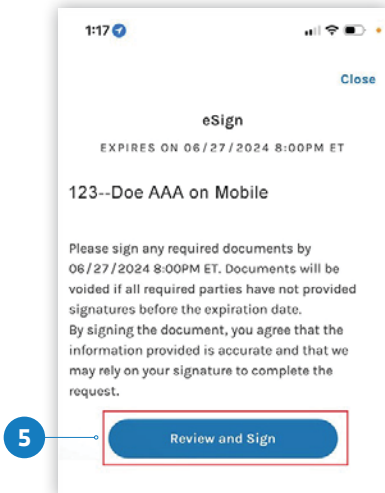 1:17
Close
eSign
EXPIRES ON 06/27/2024 8:00PM ET
123--Doe AAA on Mobile
Please sign any required documents by
06/27/2024 8:00PM ET. Documents will be
voided if all required parties have not provided
signatures before the expiration date.
By signing the document, you agree that the
information provided is accurate and that we
may rely on your signature to complete the
request.
5
Review and Sign